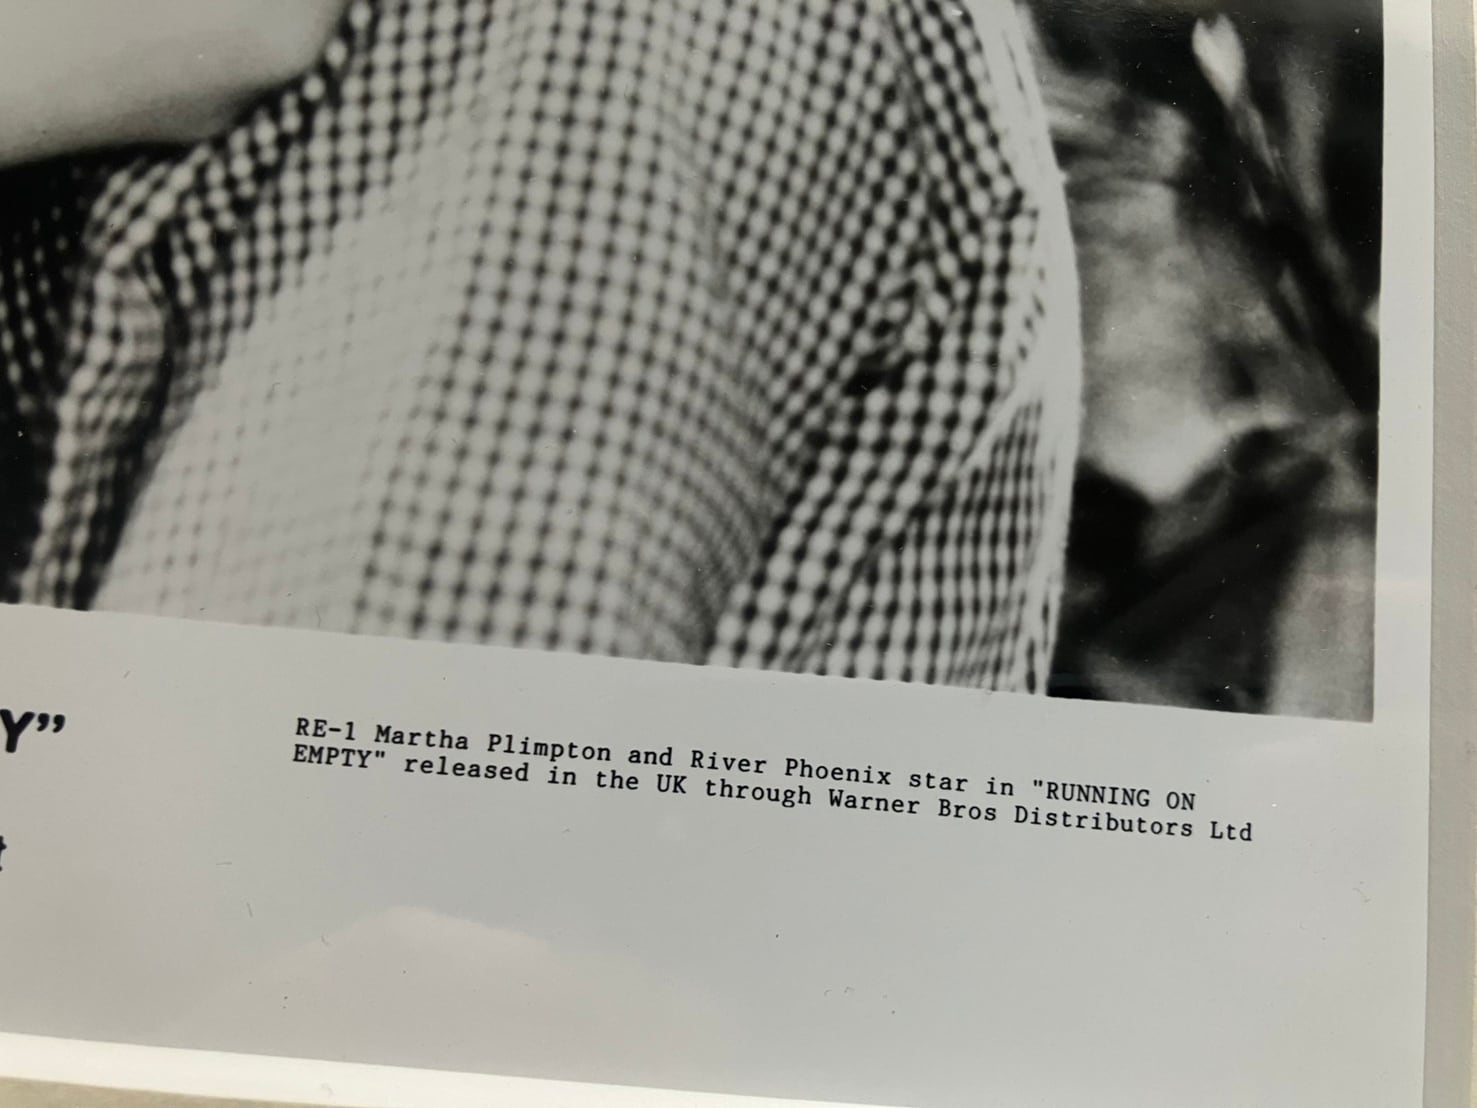 Y”
RE-1 Martha Plimpton and River Phoenix star in "RUNNING ON
EMPTY" released in the UK through Warner Bros Distributors Ltd
t